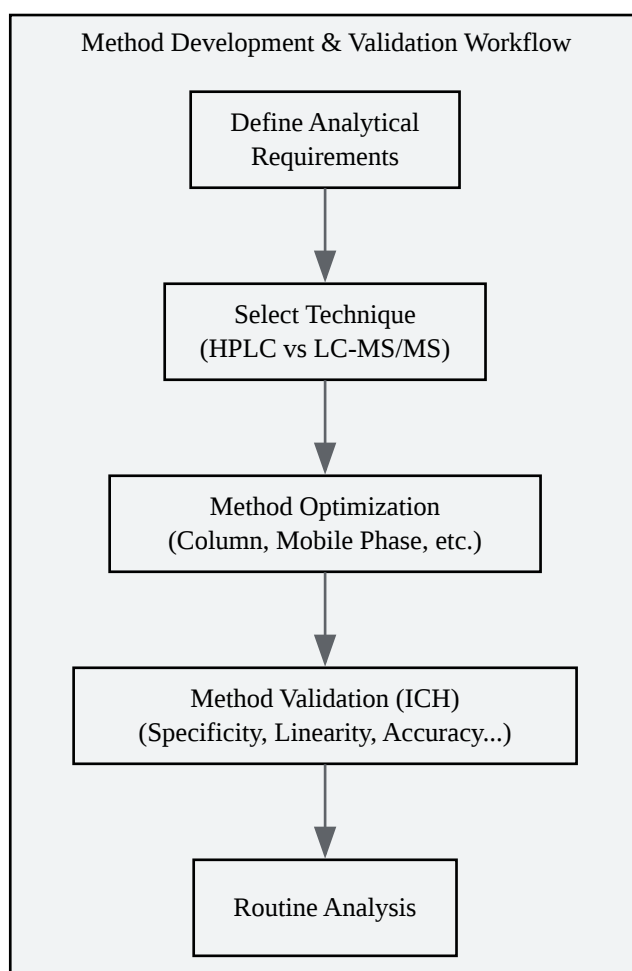 Method Development & Validation Workflow
Define Analytical
Requirements
Select Technique
(HPLC vs LC-MS/MS)
Method Optimization
(Column, Mobile Phase, etc.)
Method Validation (ICH)
(Specificity, Linearity, Accuracy...)
Routine Analysis